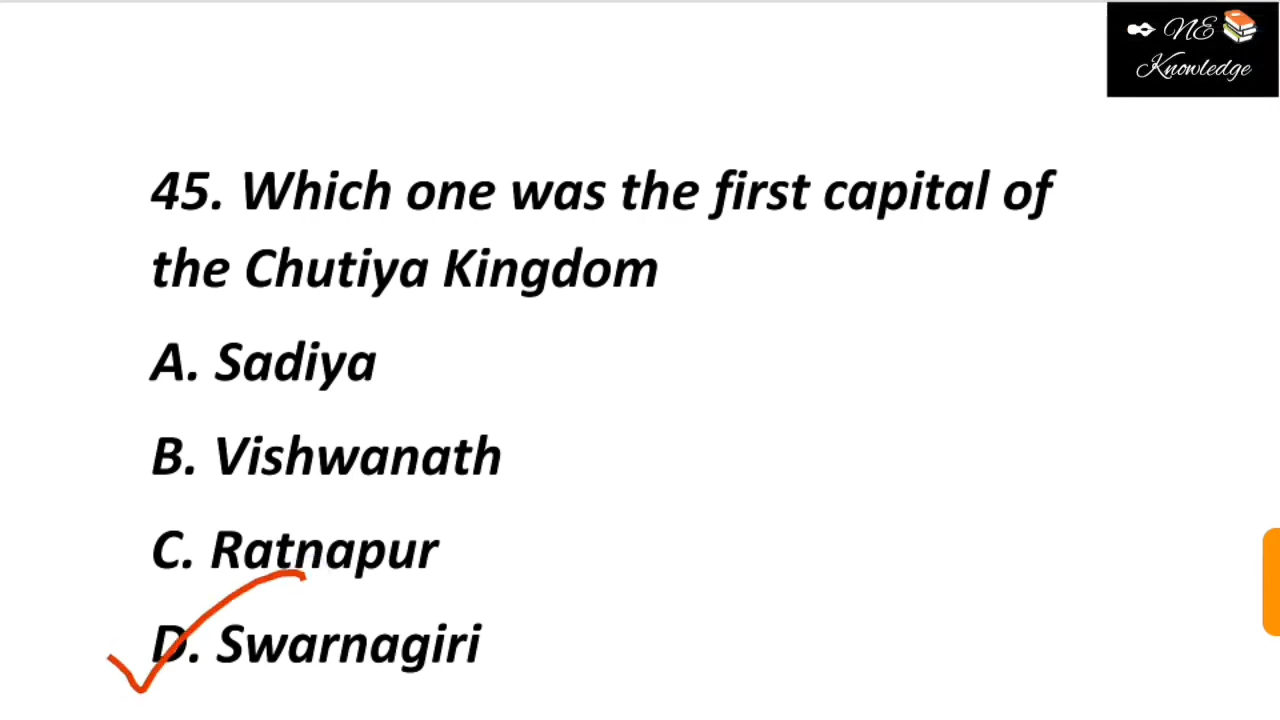 NE
Knowledge
45. Which one was the first capital of
the Chutiya Kingdom
A. Sadiya
B. Vishwanath
C. Ratnapur
D. Swarnagiri